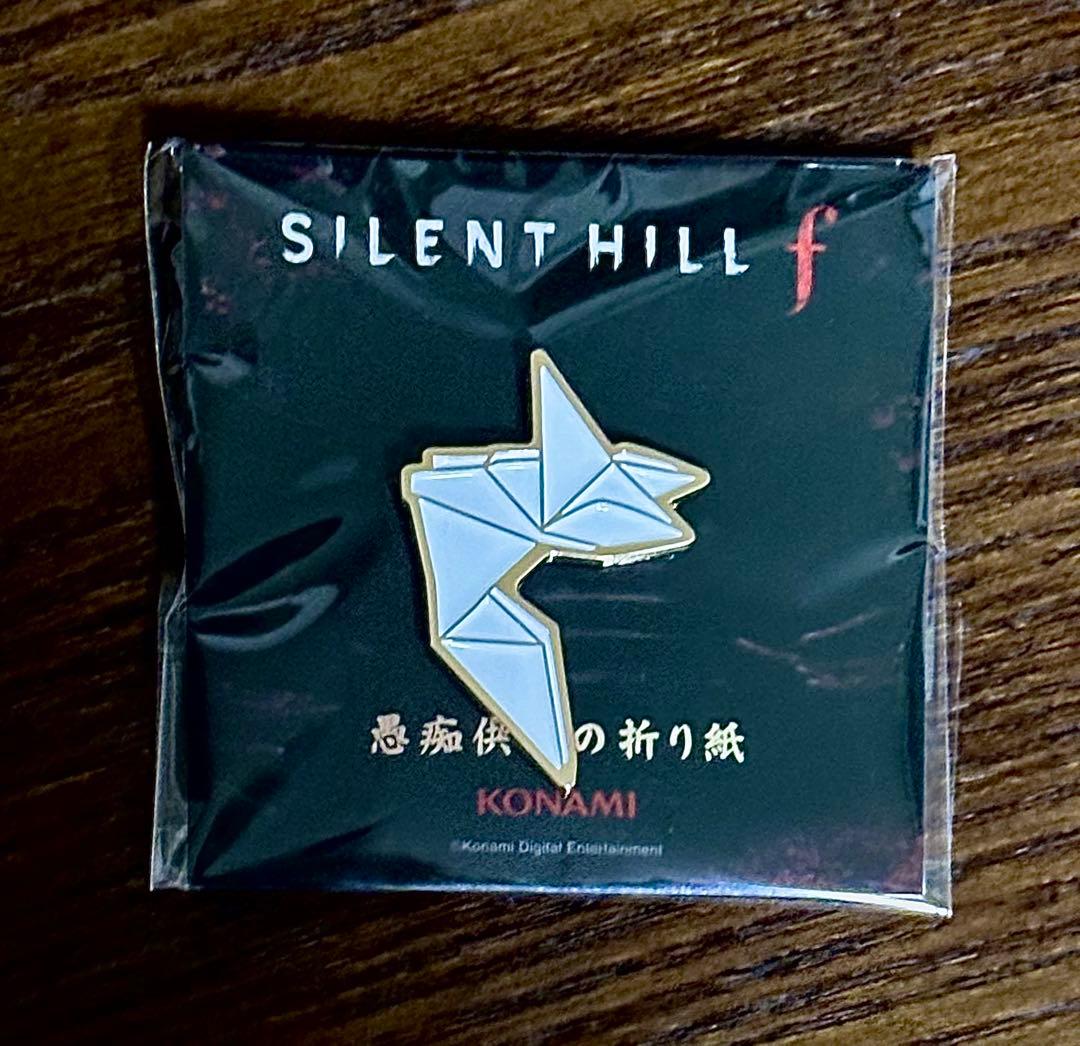 SILENT HILL f
愚痴供 の折り紙
KONAMI
©Konami Digital Entertainment